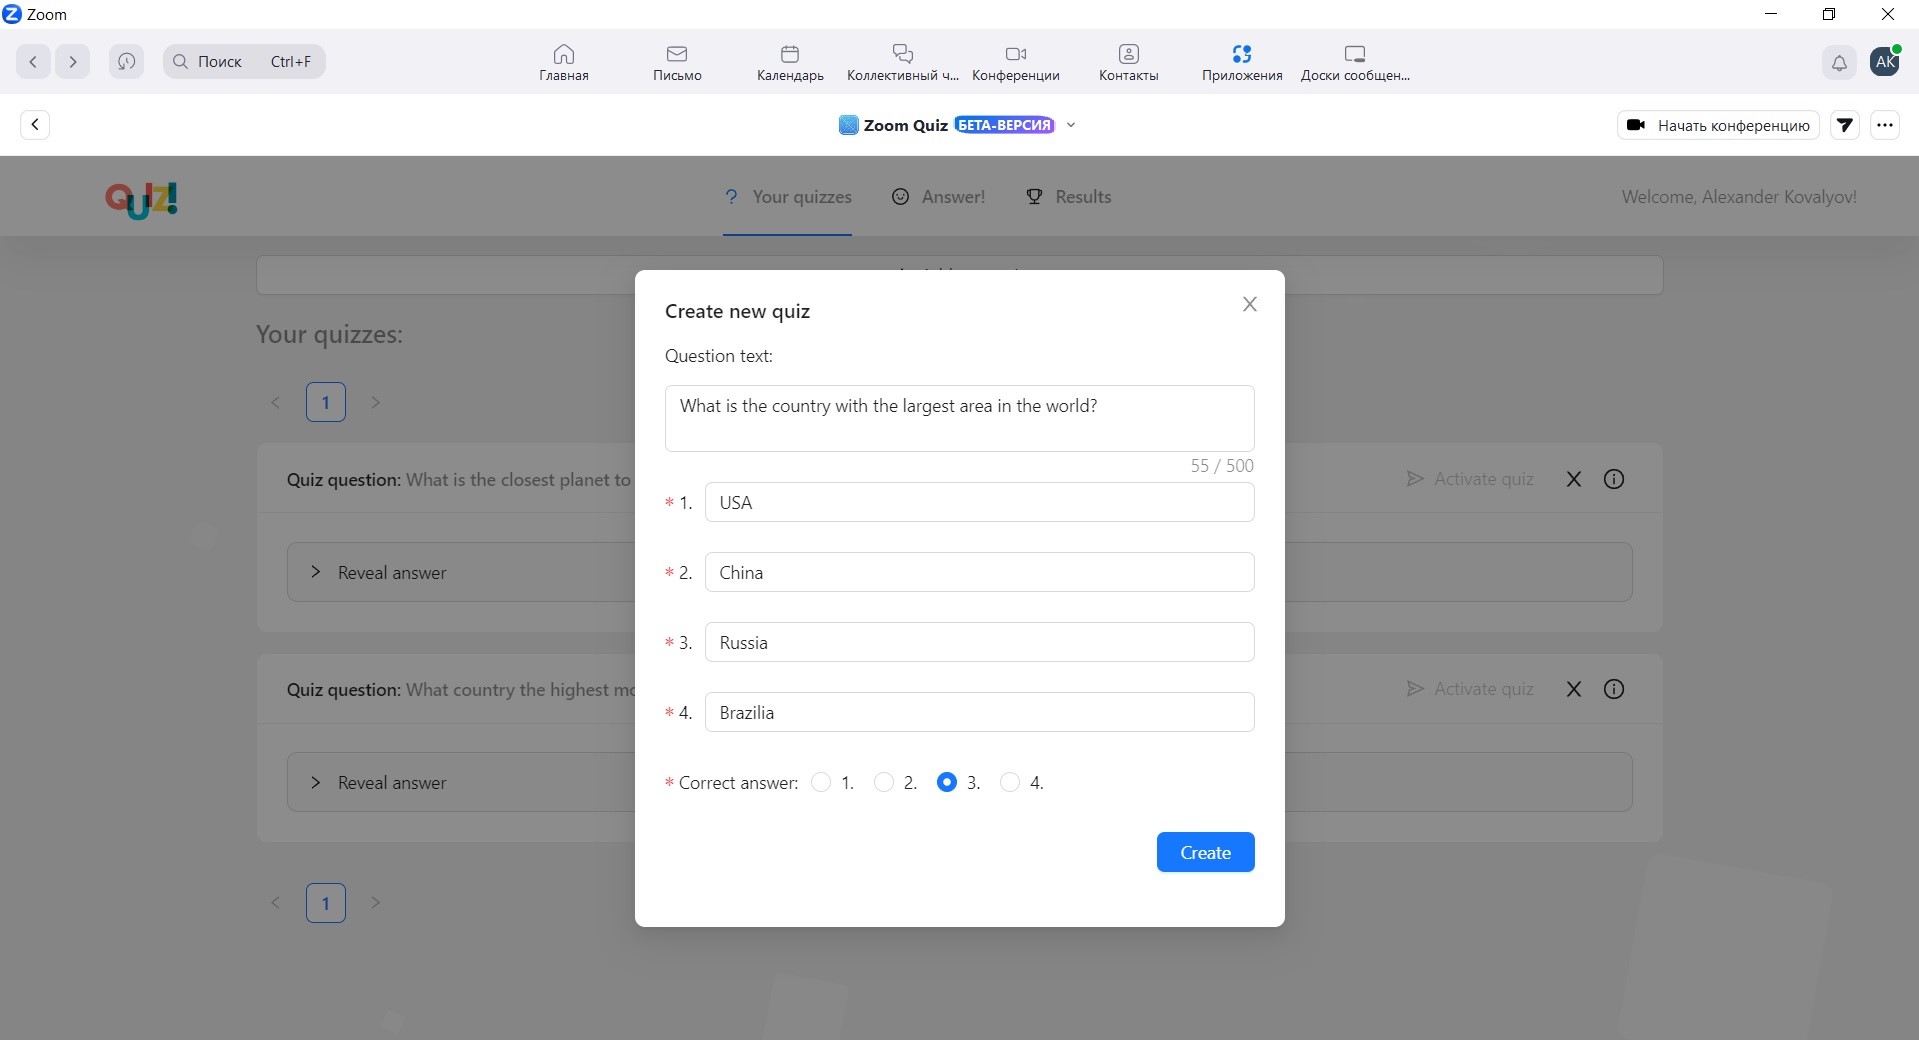 Zoom
Поиск Ctrl+F
Главная
Письмо
Календарь
Коллективный ч...
Конференции
Контакты
Приложения
Доски сообщен...
AK
Zoom Quiz БЕТА-ВЕРСИЯ
Начать конференцию
QUIZ!
? Your quizzes
Answer!
Results
Welcome, Alexander Kovalyov!
Your quizzes:
1
Quiz question: What is the closest planet to
Activate quiz
Reveal answer
Quiz question: What country the highest
Activate quiz
Reveal answer
1
Create new quiz
Question text:
What is the country with the largest area in the world?
55 / 500
* 1. USA
* 2. China
* 3. Russia
* 4. Brazilia
* Correct answer: 1. 2. 3. 4.
Create